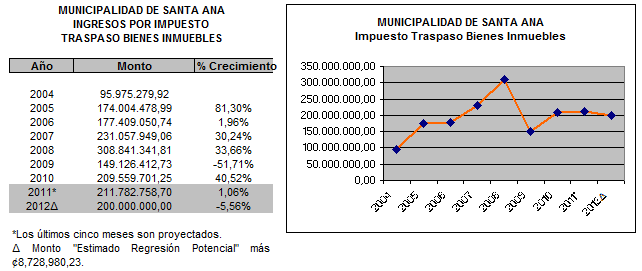 MUNICIPALIDAD DE SANTA ANA
INGRESOS POR IMPUESTO
TRASPASO BIENES INMUEBLES
Año Monto % Crecimiento
2004 95.975.279,92
2005 174.004.478,99 81,30%
2006 177.409.050,74 1,96%
2007 231.057.949,06 30,24%
2008 308.841.341,81 33,66%
2009 149.126.412,73 -51,71%
2010 209.559.701,25 40,52%
2011* 211.782.758,70 1,06%
2012Δ 200.000.000,00 -5,56%
*Los últimos cinco meses son proyectados.
Δ Monto "Estimado Regresión Potencial" más
¢8,728,980,23.
MUNICIPALIDAD DE SANTA ANA
Impuesto Traspaso Bienes Inmuebles
350.000.000,00
300.000.000,00
250.000.000,00
200.000.000,00
150.000.000,00
100.000.000,00
50.000.000,00
0,00
2004 2005 2006 2007 2008 2009 2010 2011* 2012Δ